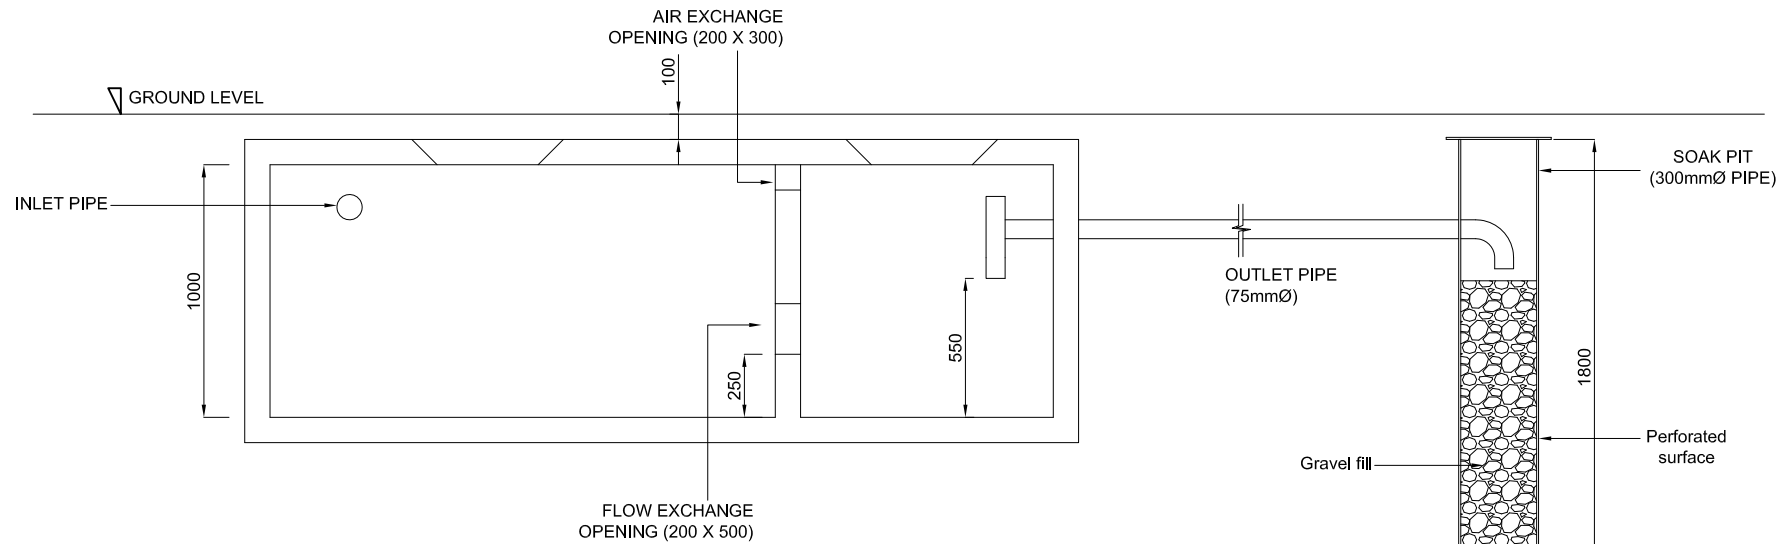 AIR EXCHANGE
OPENING (200 X 300)
100
GROUND LEVEL
SOAK PIT
(300mmØ PIPE)
INLET PIPE
1000
OUTLET PIPE
(75mmØ)
550
250
1800
Perforated
surface
Gravel fill
FLOW EXCHANGE
OPENING (200 X 500)